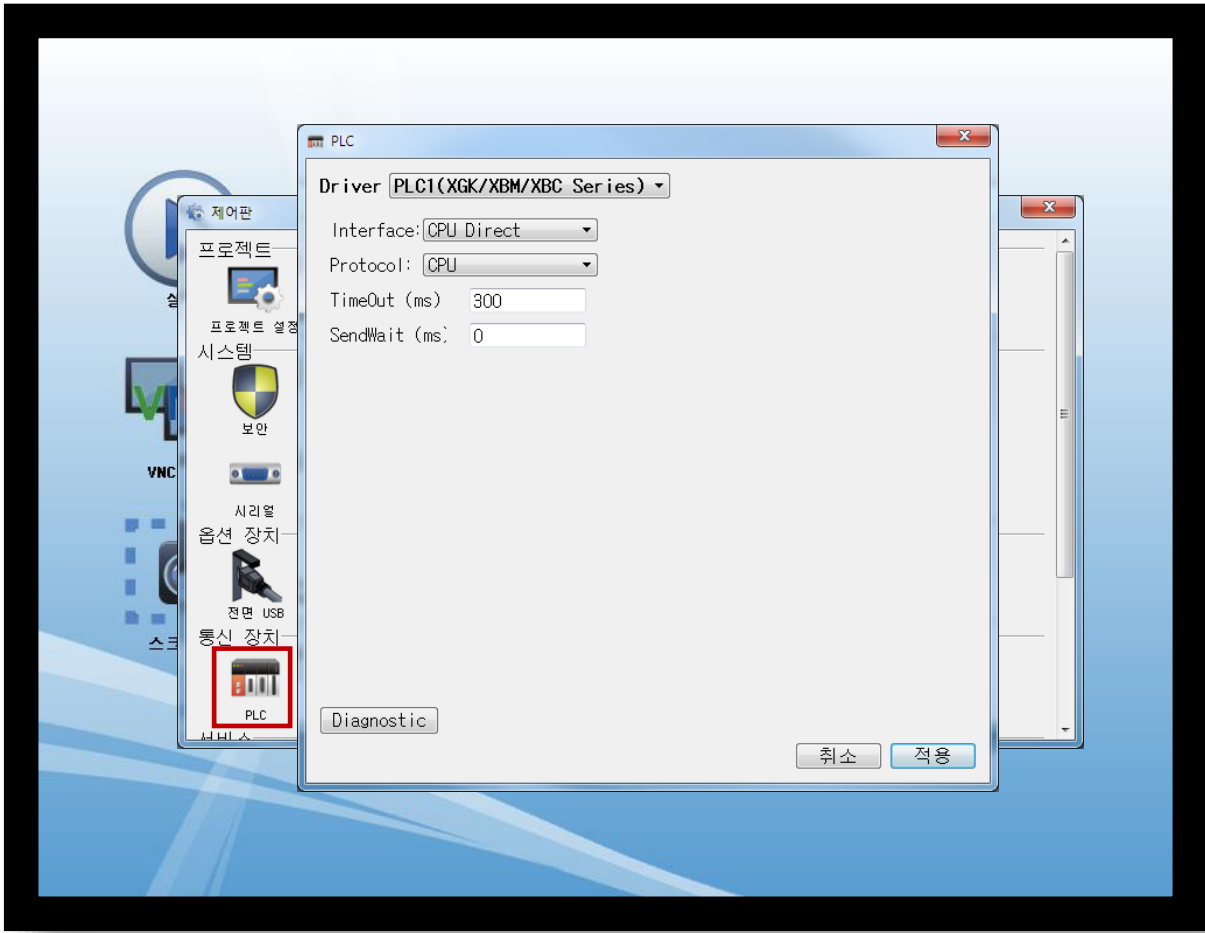 PLC
Driver PLC1(XGK/XBM/XBC Series)
Interface: CPU Direct
Protocol: CPU
TimeOut (ms) 300
SendWait (ms) 0
Diagnostic
취소 적용
제어판
프로젝트
프로젝트 설정
시스템
보안
시리얼
옵션 장치
전면 USB
통신 장치
PLC
서비스
VNC